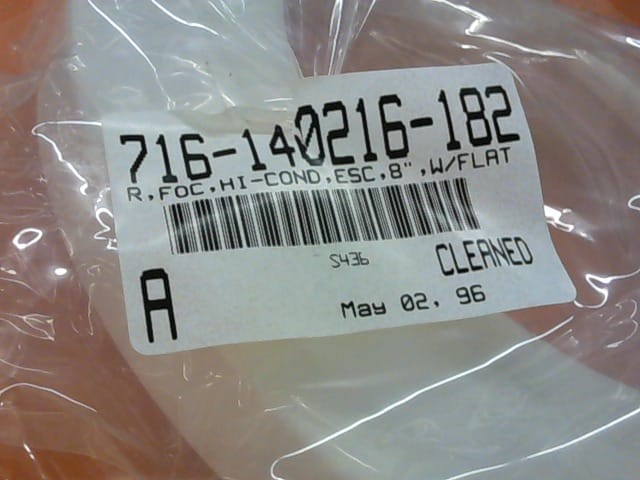 716-140216-182
R,FOC,HI-COND,ESC,8",W/FLAT
S436
CLEANED
A
May 02, 96